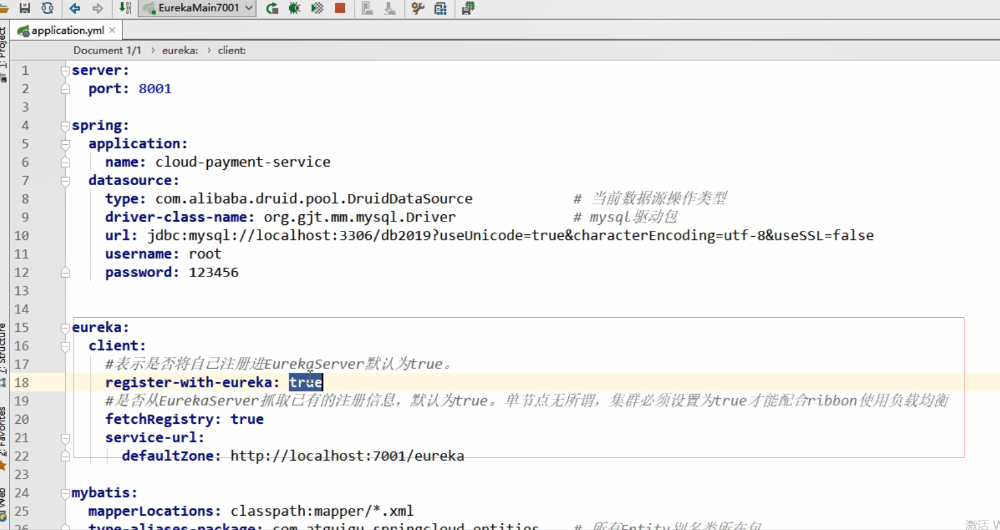 EurekaMain7001
1: Project
application.yml
Document 1/1 › eureka: › client:
1 server:
2 port: 8001
3
4 spring:
5 application:
6 name: cloud-payment-service
7 datasource:
8 type: com.alibaba.druid.pool.DruidDataSource # 当前数据源操作类型
9 driver-class-name: org.gjt.mm.mysql.Driver # mysql驱动包
10 url: jdbc:mysql://localhost:3306/db2019?useUnicode=true&characterEncoding=utf-8&useSSL=false
11 username: root
12 password: 123456
13
14
15 eureka:
16 client:
17 #表示是否将自己注册进EurekaServer默认为true。
18 register-with-eureka: true
19 #是否从EurekaServer抓取已有的注册信息，默认为true。单节点无所谓，集群必须设置为true才能配合ribbon使用负载均衡
20 fetchRegistry: true
21 service-url:
22 defaultZone: http://localhost:7001/eureka
23
24 mybatis:
25 mapperLocations: classpath:mapper/*.xml
26 type-aliases-package: com.atguigu.springcloud.entities # 所有Entity别名类所在包
7: Structure
2: Favorites
Web
激活 W